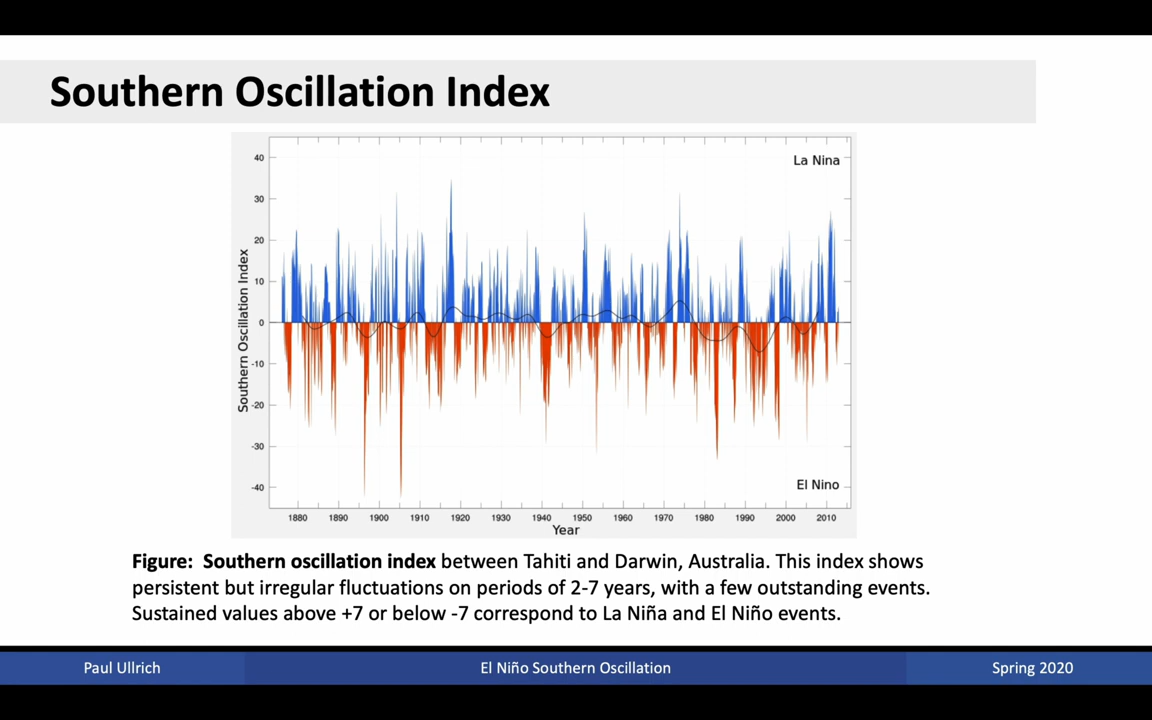 Southern Oscillation Index
La Nina
40
30
20
10
0
-10
-20
-30
-40
Southern Oscillation Index
El Nino
1880 1890 1900 1910 1920 1930 1940 1950 1960 1970 1980 1990 2000 2010
Year
Figure: Southern oscillation index between Tahiti and Darwin, Australia. This index shows
persistent but irregular fluctuations on periods of 2-7 years, with a few outstanding events.
Sustained values above +7 or below -7 correspond to La Niña and El Niño events.
Paul Ullrich El Niño Southern Oscillation Spring 2020